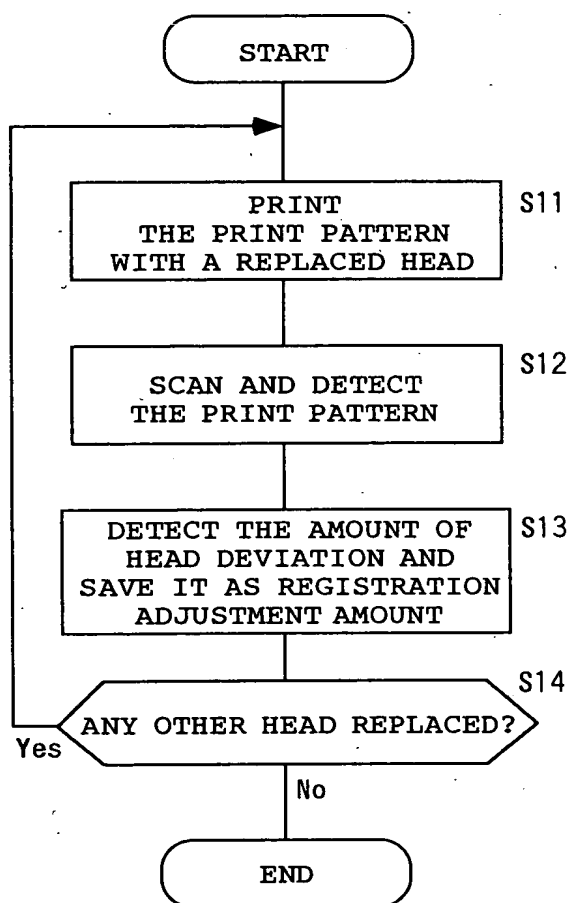 START
PRINT
THE PRINT PATTERN
WITH A REPLACED HEAD
S11
SCAN AND DETECT
THE PRINT PATTERN
S12
DETECT THE AMOUNT OF
HEAD DEVIATION AND
SAVE IT AS REGISTRATION
ADJUSTMENT AMOUNT
S13
ANY OTHER HEAD REPLACED?
S14
Yes
No
END